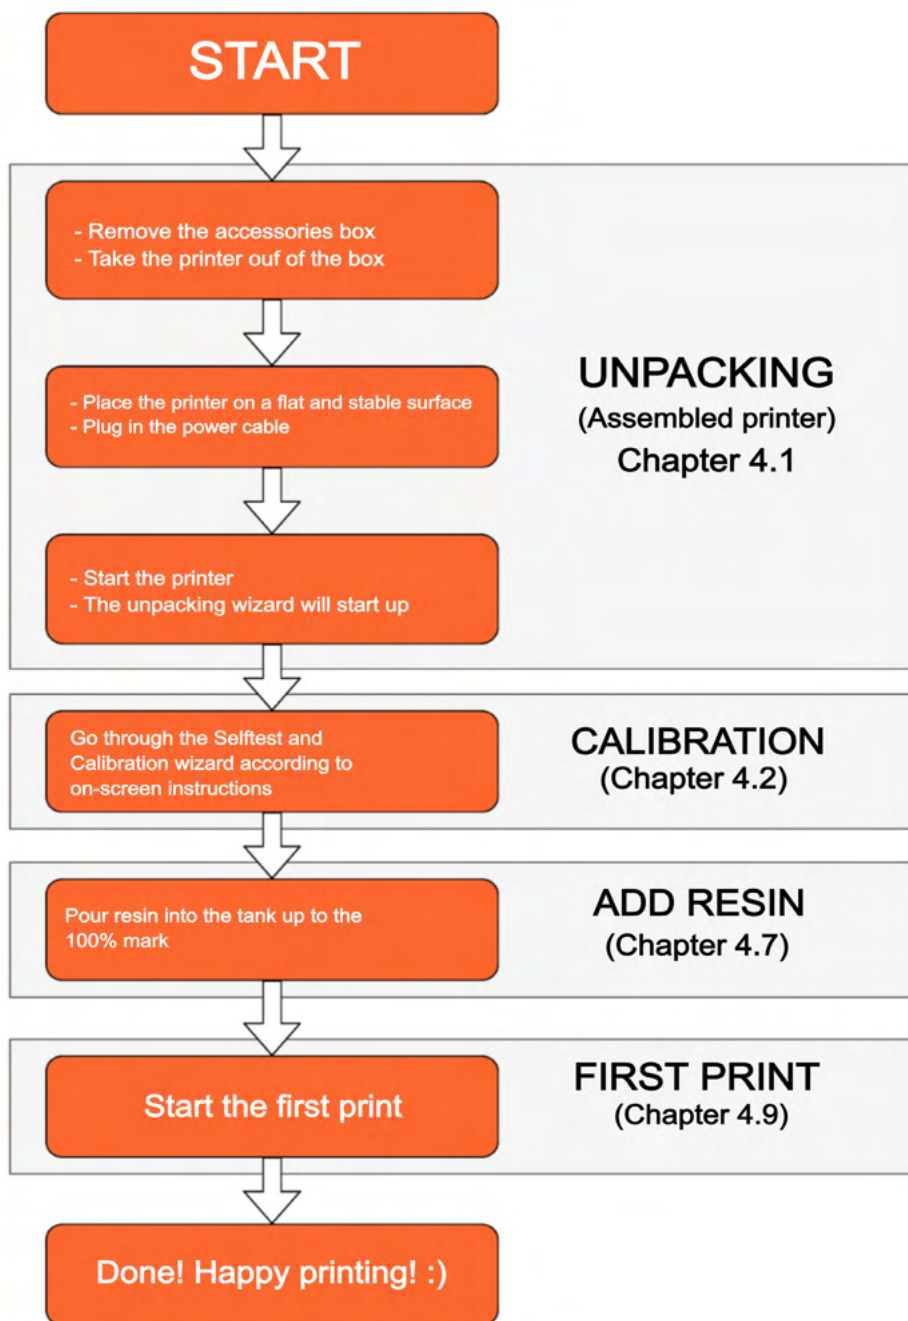 START
- Remove the accessories box
- Take the printer ouf of the box
- Place the printer on a flat and stable surface
- Plug in the power cable
- Start the printer
- The unpacking wizard will start up
UNPACKING
(Assembled printer)
Chapter 4.1
Go through the Selftest and
Calibration wizard according to
on-screen instructions
CALIBRATION
(Chapter 4.2)
Pour resin into the tank up to the
100% mark
ADD RESIN
(Chapter 4.7)
Start the first print
FIRST PRINT
(Chapter 4.9)
Done! Happy printing! :)